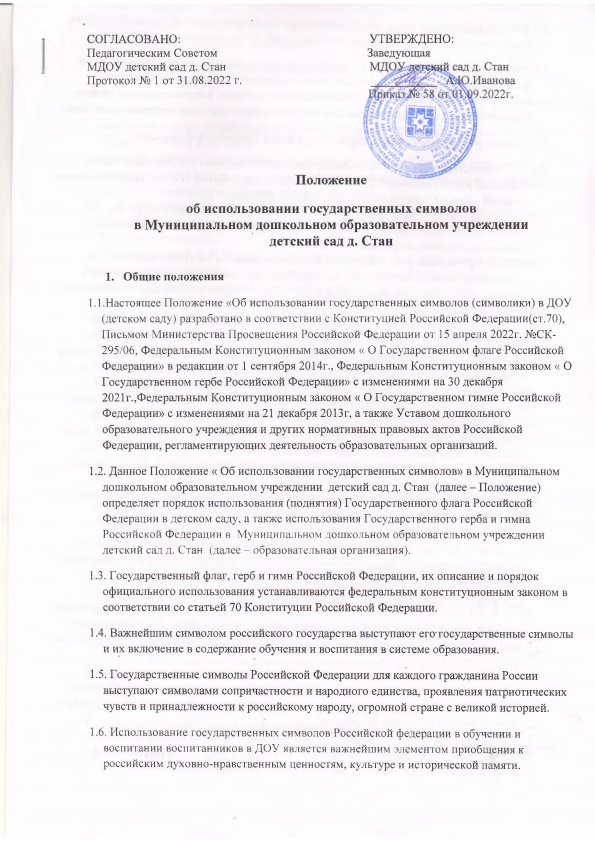 СОГЛАСОВАНО:
Педагогическим Советом
МДОУ детский сад д. Стан
Протокол № 1 от 31.08.2022 г.
УТВЕРЖДЕНО:
Заведующая
МДОУ детский сад д. Стан
А.Ю.Иванова
Приказ № 58 от 01.09.2022г.
Положение
об использовании государственных символов
в Муниципальном дошкольном образовательном учреждении
детский сад д. Стан
1. Общие положения
1.1.Настоящее Положение «Об использовании государственных символов (символики) в ДОУ
(детском саду) разработано в соответствии с Конституцией Российской Федерации(ст.70),
Письмом Министерства Просвещения Российской Федерации от 15 апреля 2022г. №СК-
295/06, Федеральным Конституционным законом « О Государственном флаге Российской
Федерации» в редакции от 1 сентября 2014г., Федеральным Конституционным законом « О
Государственном гербе Российской Федерации» с изменениями на 30 декабря
2021г.,Федеральным Конституционным законом « О Государственном гимне Российской
Федерации» с изменениями на 21 декабря 2013г, а также Уставом дошкольного
образовательного учреждения и других нормативных правовых актов Российской
Федерации, регламентирующих деятельность образовательных организаций.
1.2. Данное Положение « Об использовании государственных символов» в Муниципальном
дошкольном образовательном учреждении детский сад д. Стан (далее – Положение)
определяет порядок использования (поднятия) Государственного флага Российской
Федерации в детском саду, а также использования Государственного герба и гимна
Российской Федерации в Муниципальном дошкольном образовательном учреждении
детский сад д. Стан (далее – образовательная организация).
1.3. Государственный флаг, герб и гимн Российской Федерации, их описание и порядок
официального использования устанавливаются федеральным конституционным законом в
соответствии со статьей 70 Конституции Российской Федерации.
1.4. Важнейшим символом российского государства выступают его государственные символы
и их включение в содержание обучения и воспитания в системе образования.
1.5. Государственные символы Российской Федерации для каждого гражданина России
выступают символами сопричастности и народного единства, проявления патриотических
чувств и принадлежности к российскому народу, огромной стране с великой историей.
1.6. Использование государственных символов Российской федерации в обучении и
воспитании воспитанников в ДОУ является важнейшим элементом приобщения к
российским духовно-нравственным ценностям, культуре и исторической памяти.